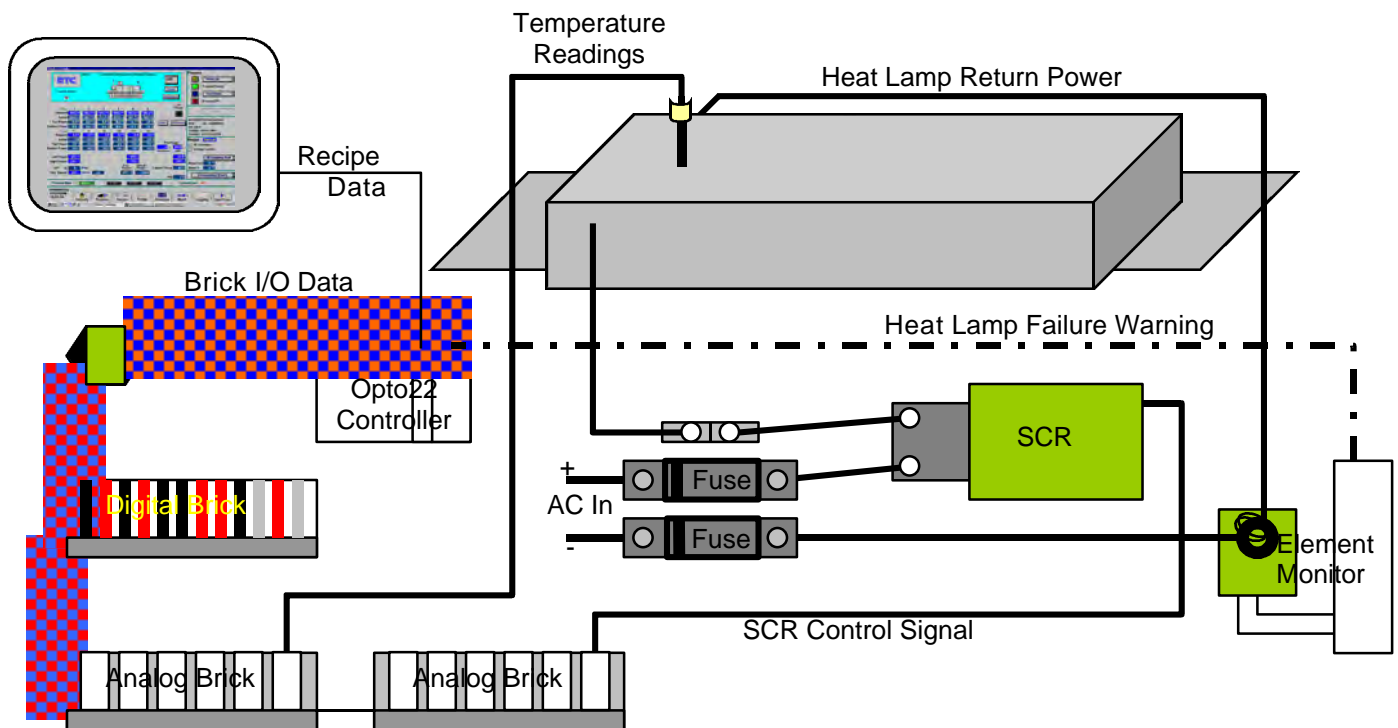 Temperature
Readings
Heat Lamp Return Power
ETC
Recipe
Data
Brick I/O Data
Heat Lamp Failure Warning
Opto22
Controller
SCR
+
Fuse
AC In
Digital Brick
-
Fuse
Element
Monitor
SCR Control Signal
Analog Brick
Analog Brick